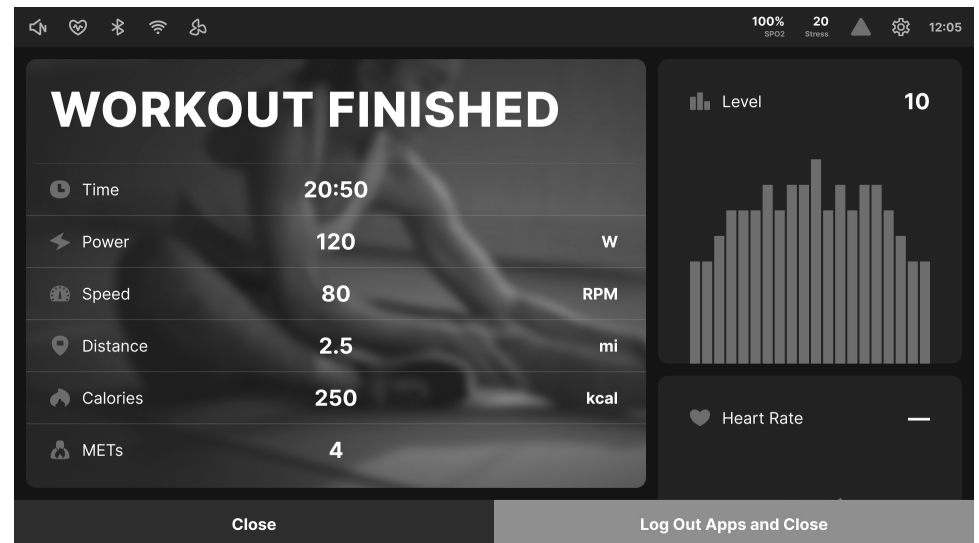 100% 20 12:05
SPO2 Stress
WORKOUT FINISHED
Time 20:50
Power 120 W
Speed 80 RPM
Distance 2.5 mi
Calories 250 kcal
METs 4
Level 10
Heart Rate —
Close
Log Out Apps and Close